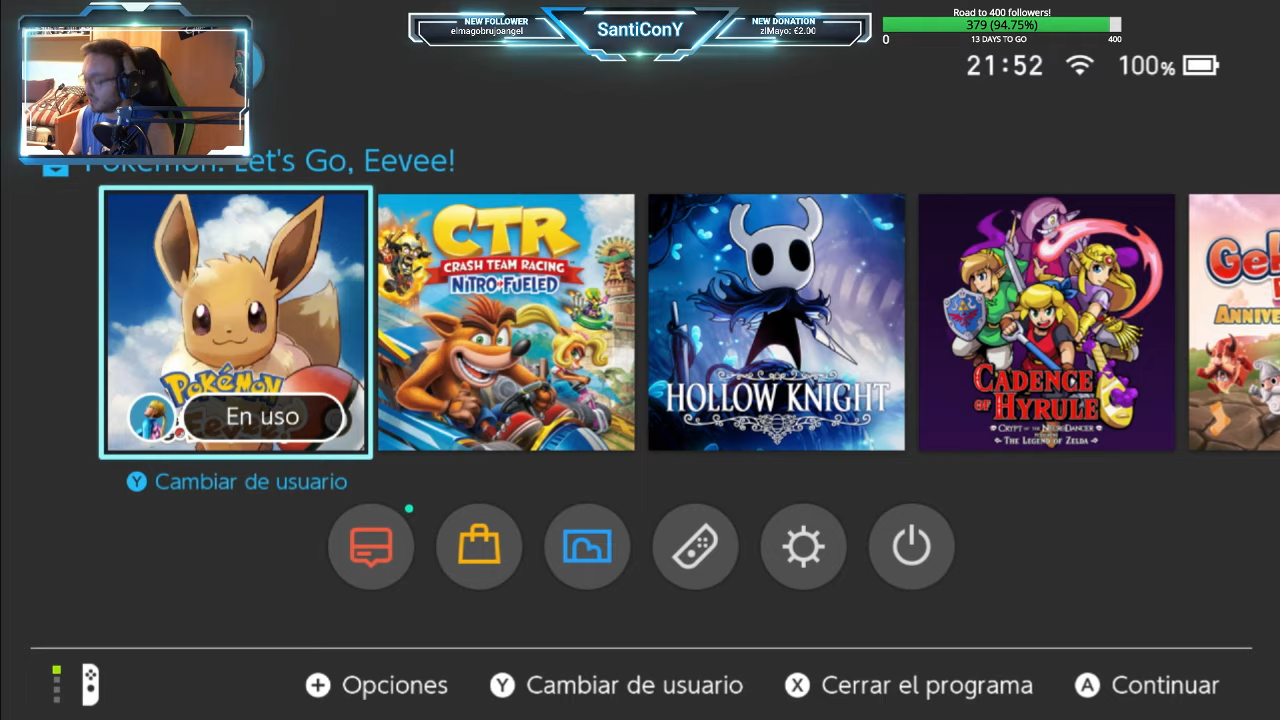 NEW FOLLOWER
elmagobrujoangel
SantiConY
NEW DONATION
zlMayo: €2.00
Road to 400 followers!
379 (94.75%)
0
13 DAYS TO GO
400
21:52
100%
Pokémon: Let's Go, Eevee!
POKÉMON
En uso
CTR
CRASH TEAM RACING
NITRO-FUELED
HOLLOW KNIGHT
CADENCE
OF HYRULE
CRYPT OF THE NECRODANCER
THE LEGEND OF ZELDA
Y Cambiar de usuario
+ Opciones
Y Cambiar de usuario
X Cerrar el programa
A Continuar